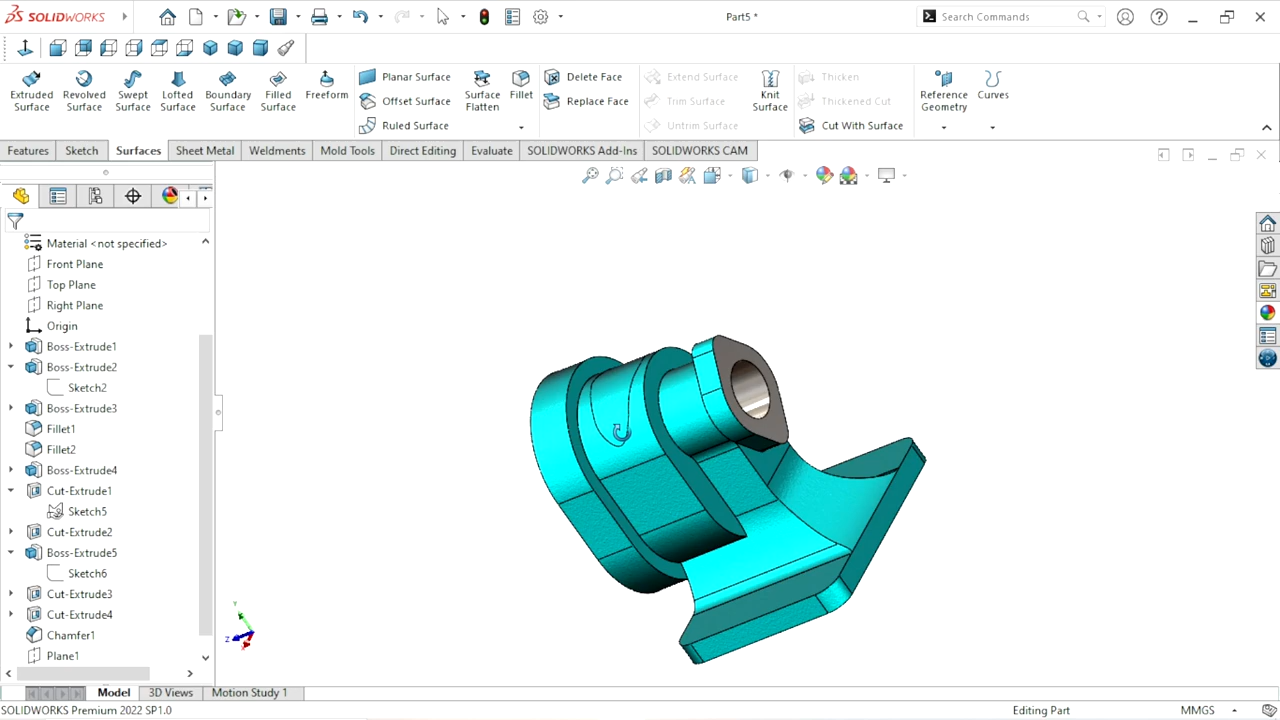 SOLIDWORKS
Part5 *
Search Commands
Extruded Surface
Revolved Surface
Swept Surface
Lofted Surface
Boundary Surface
Filled Surface
Freeform
Planar Surface
Offset Surface
Ruled Surface
Surface Flatten
Fillet
Delete Face
Replace Face
Extend Surface
Trim Surface
Untrim Surface
Knit Surface
Thicken
Thickened Cut
Cut With Surface
Reference Geometry
Curves
Features
Sketch
Surfaces
Sheet Metal
Weldments
Mold Tools
Direct Editing
Evaluate
SOLIDWORKS Add-Ins
SOLIDWORKS CAM
Material <not specified>
Front Plane
Top Plane
Right Plane
Origin
Boss-Extrude1
Boss-Extrude2
Sketch2
Boss-Extrude3
Fillet1
Fillet2
Boss-Extrude4
Cut-Extrude1
Sketch5
Cut-Extrude2
Boss-Extrude5
Sketch6
Cut-Extrude3
Cut-Extrude4
Chamfer1
Plane1
Y
Z
X
Model
3D Views
Motion Study 1
SOLIDWORKS Premium 2022 SP1.0
Editing Part
MMGS